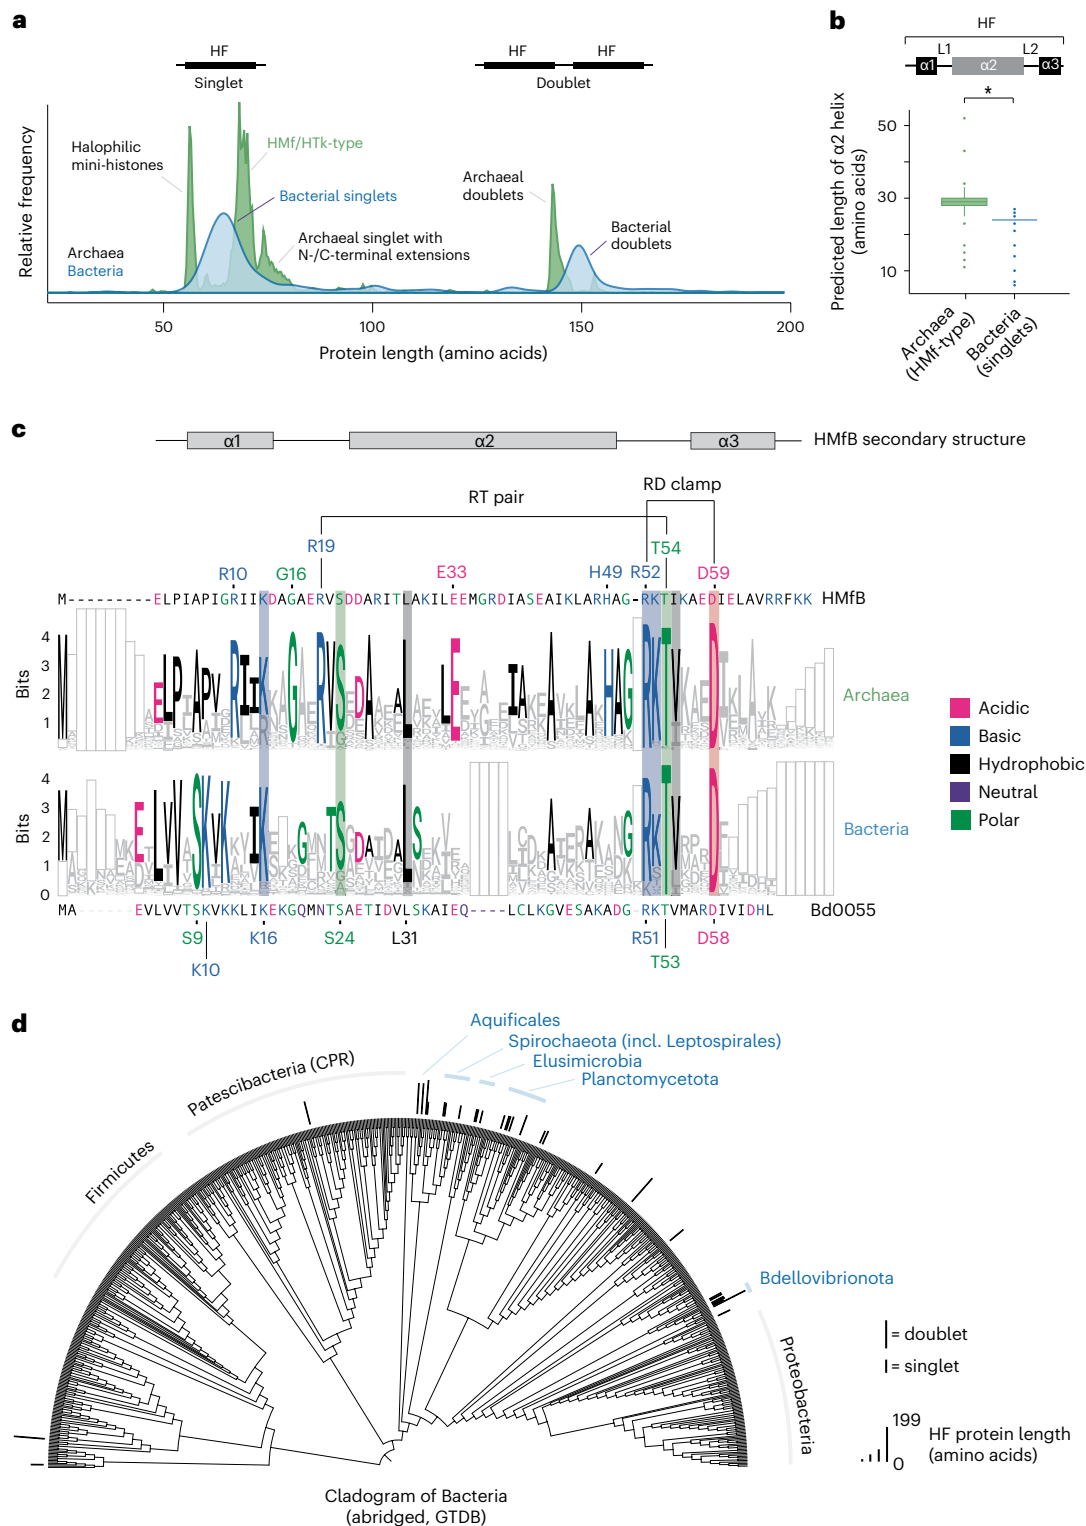 a
HF
Singlet
HF HF
Doublet
Relative frequency
Halophilic
mini-histones
HMf/HTk-type
Bacterial singlets
Archaeal singlet with
N-/C-terminal extensions
Archaeal
doublets
Bacterial
doublets
Archaea
Bacteria
50 100 150 200
Protein length (amino acids)
b
HF
L1 L2
α1 α2 α3
*
Predicted length of α2 helix
(amino acids)
50
30
10
Archaea
(HMf-type)
Bacteria
(singlets)
c
α1 α2 α3 HMfB secondary structure
RT pair
RD clamp
R10 G16 R19 E33 H49 R52 T54 D59
M---------ELPIAPIGRIIKDAGAERVSDDARITLAKILEEMGRDIASEAIKLARHAG-RKTIKAEDIELAVRRFKK HMfB
Bits
4
3
2
1
Archaea
Bits
4
3
2
1
0
Bacteria
MA------EVLVVTSKVKKLIKEKGQMNTSAETIDVLSKAIEQ----LCLKGVESAKADG-RKTVMARDIVIDHL Bd0055
S9 K10 K16 S24 L31 R51 T53 D58
Acidic
Basic
Hydrophobic
Neutral
Polar
d
Aquificales
Spirochaeota (incl. Leptospirales)
Elusimicrobia
Planctomycetota
Patescibacteria (CPR)
Firmicutes
Bdellovibrionota
Proteobacteria
= doublet
= singlet
199
0
HF protein length
(amino acids)
Cladogram of Bacteria
(abridged, GTDB)